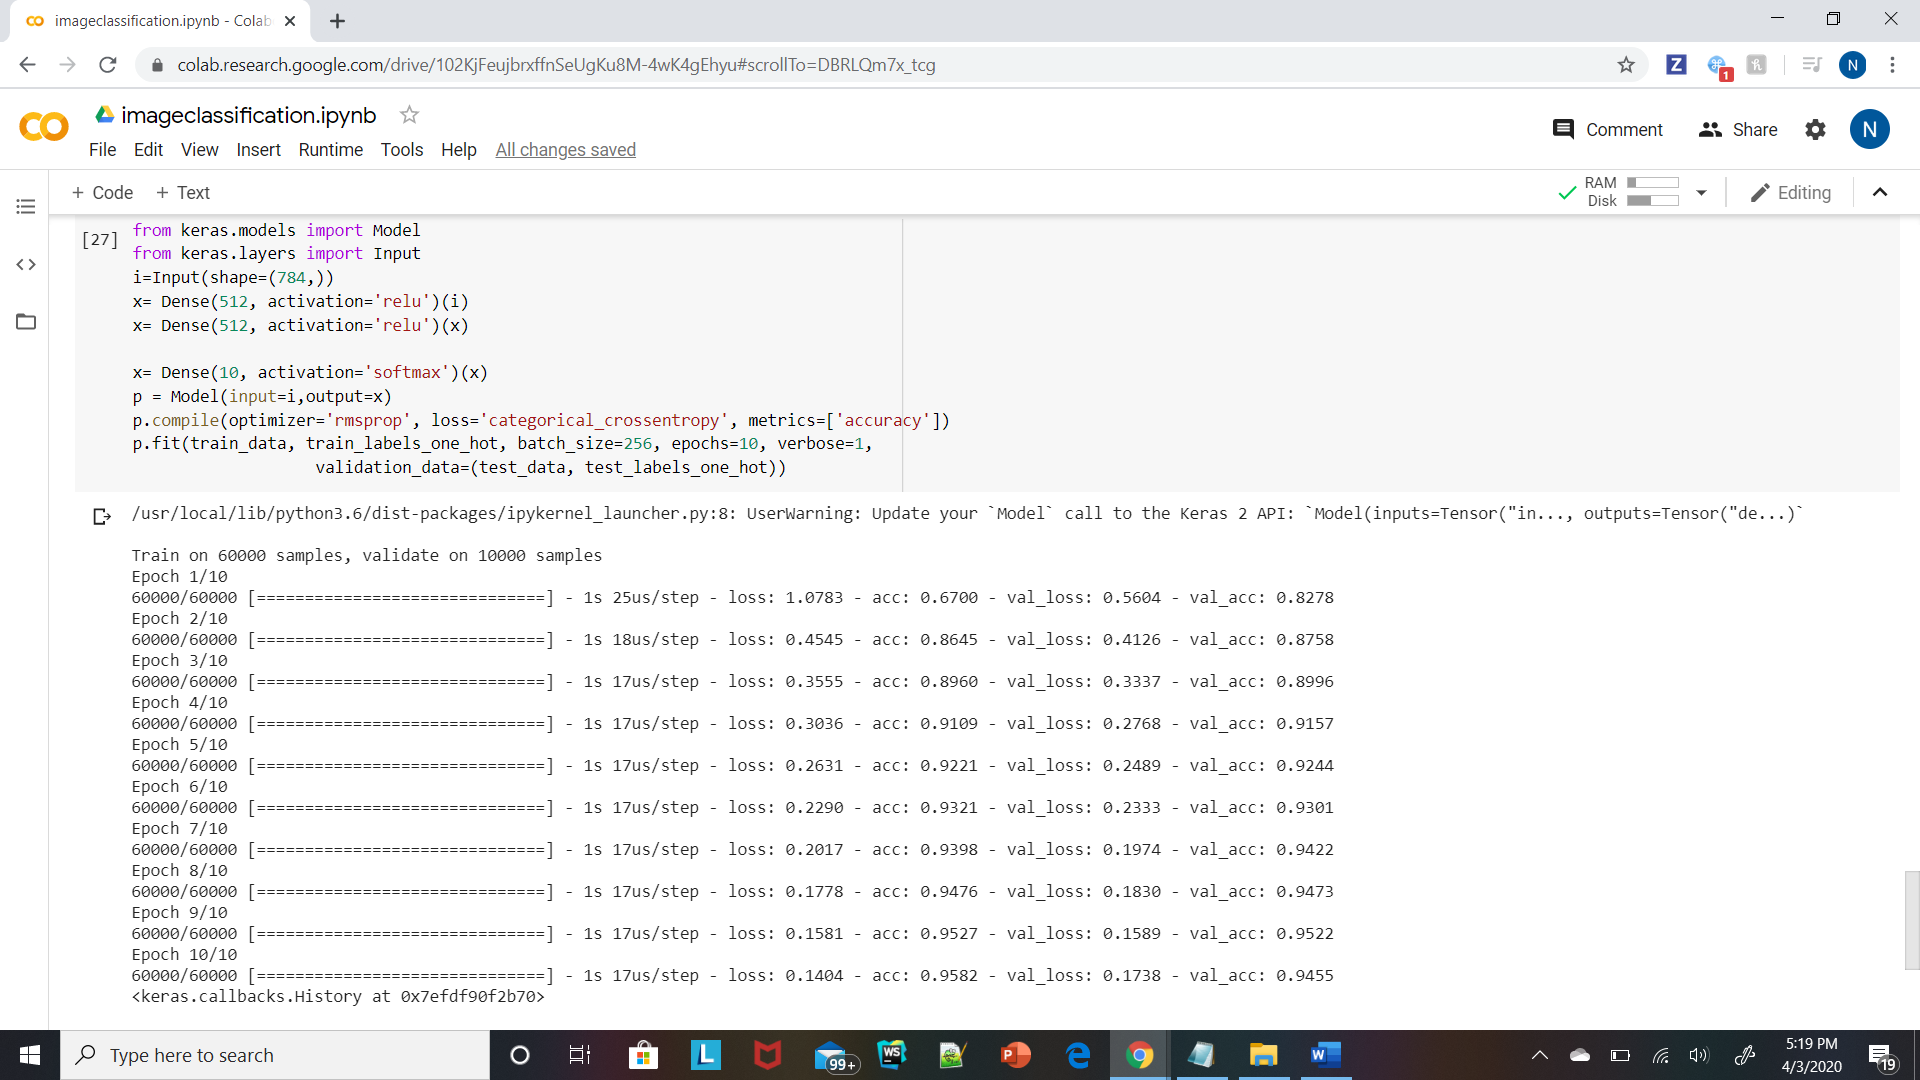 imageclassification.ipynb - Colab
colab.research.google.com/drive/102KjFeujbrxffnSeUgKu8M-4wK4gEhyu#scrollTo=DBRLQm7x_tcg
Z
1
N
imageclassification.ipynb
Comment
Share
N
File Edit View Insert Runtime Tools Help All changes saved
+ Code + Text
RAM
Disk
Editing
[27]
from keras.models import Model
from keras.layers import Input
i=Input(shape=(784,))
x= Dense(512, activation='relu')(i)
x= Dense(512, activation='relu')(x)
x= Dense(10, activation='softmax')(x)
p = Model(input=i,output=x)
p.compile(optimizer='rmsprop', loss='categorical_crossentropy', metrics=['accuracy'])
p.fit(train_data, train_labels_one_hot, batch_size=256, epochs=10, verbose=1,
validation_data=(test_data, test_labels_one_hot))
/usr/local/lib/python3.6/dist-packages/ipykernel_launcher.py:8: UserWarning: Update your `Model` call to the Keras 2 API: `Model(inputs=Tensor("in..., outputs=Tensor("de...)`
Train on 60000 samples, validate on 10000 samples
Epoch 1/10
60000/60000 [==============================] - 1s 25us/step - loss: 1.0783 - acc: 0.6700 - val_loss: 0.5604 - val_acc: 0.8278
Epoch 2/10
60000/60000 [==============================] - 1s 18us/step - loss: 0.4545 - acc: 0.8645 - val_loss: 0.4126 - val_acc: 0.8758
Epoch 3/10
60000/60000 [==============================] - 1s 17us/step - loss: 0.3555 - acc: 0.8960 - val_loss: 0.3337 - val_acc: 0.8996
Epoch 4/10
60000/60000 [==============================] - 1s 17us/step - loss: 0.3036 - acc: 0.9109 - val_loss: 0.2768 - val_acc: 0.9157
Epoch 5/10
60000/60000 [==============================] - 1s 17us/step - loss: 0.2631 - acc: 0.9221 - val_loss: 0.2489 - val_acc: 0.9244
Epoch 6/10
60000/60000 [==============================] - 1s 17us/step - loss: 0.2290 - acc: 0.9321 - val_loss: 0.2333 - val_acc: 0.9301
Epoch 7/10
60000/60000 [==============================] - 1s 17us/step - loss: 0.2017 - acc: 0.9398 - val_loss: 0.1974 - val_acc: 0.9422
Epoch 8/10
60000/60000 [==============================] - 1s 17us/step - loss: 0.1778 - acc: 0.9476 - val_loss: 0.1830 - val_acc: 0.9473
Epoch 9/10
60000/60000 [==============================] - 1s 17us/step - loss: 0.1581 - acc: 0.9527 - val_loss: 0.1589 - val_acc: 0.9522
Epoch 10/10
60000/60000 [==============================] - 1s 17us/step - loss: 0.1404 - acc: 0.9582 - val_loss: 0.1738 - val_acc: 0.9455
<keras.callbacks.History at 0x7efdf90f2b70>
Type here to search
L
99+
WS
P
W
5:19 PM
4/3/2020
19